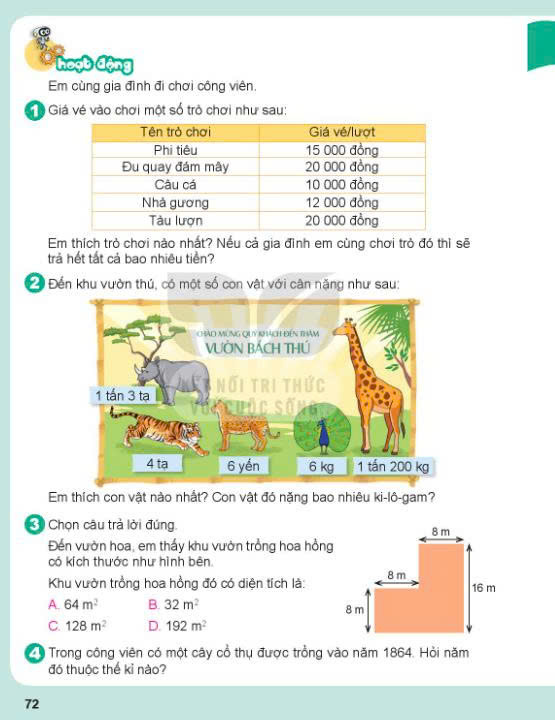 hoạt động
Em cùng gia đình đi chơi công viên.
1 Giá vé vào chơi một số trò chơi như sau:
Tên trò chơi Giá vé/lượt
Phi tiêu 15 000 đồng
Đu quay đám mây 20 000 đồng
Câu cá 10 000 đồng
Nhà gương 12 000 đồng
Tàu lượn 20 000 đồng
Em thích trò chơi nào nhất? Nếu cả gia đình em cùng chơi trò đó thì sẽ
trả hết tất cả bao nhiêu tiền?
2 Đến khu vườn thú, có một số con vật với cân nặng như sau:
CHÀO MỪNG QUÝ KHÁCH ĐẾN THĂM
VƯỜN BÁCH THÚ
KẾT NỐI TRI THỨC
VỚI CUỘC SỐNG
1 tấn 3 tạ
4 tạ
6 yến
6 kg
1 tấn 200 kg
Em thích con vật nào nhất? Con vật đó nặng bao nhiêu ki-lô-gam?
3 Chọn câu trả lời đúng.
Đến vườn hoa, em thấy khu vườn trồng hoa hồng
có kích thước như hình bên.
Khu vườn trồng hoa hồng đó có diện tích là:
A. 64 m² B. 32 m²
C. 128 m² D. 192 m²
8 m
8 m
16 m
8 m
4 Trong công viên có một cây cổ thụ được trồng vào năm 1864. Hỏi năm
đó thuộc thế kỉ nào?
72